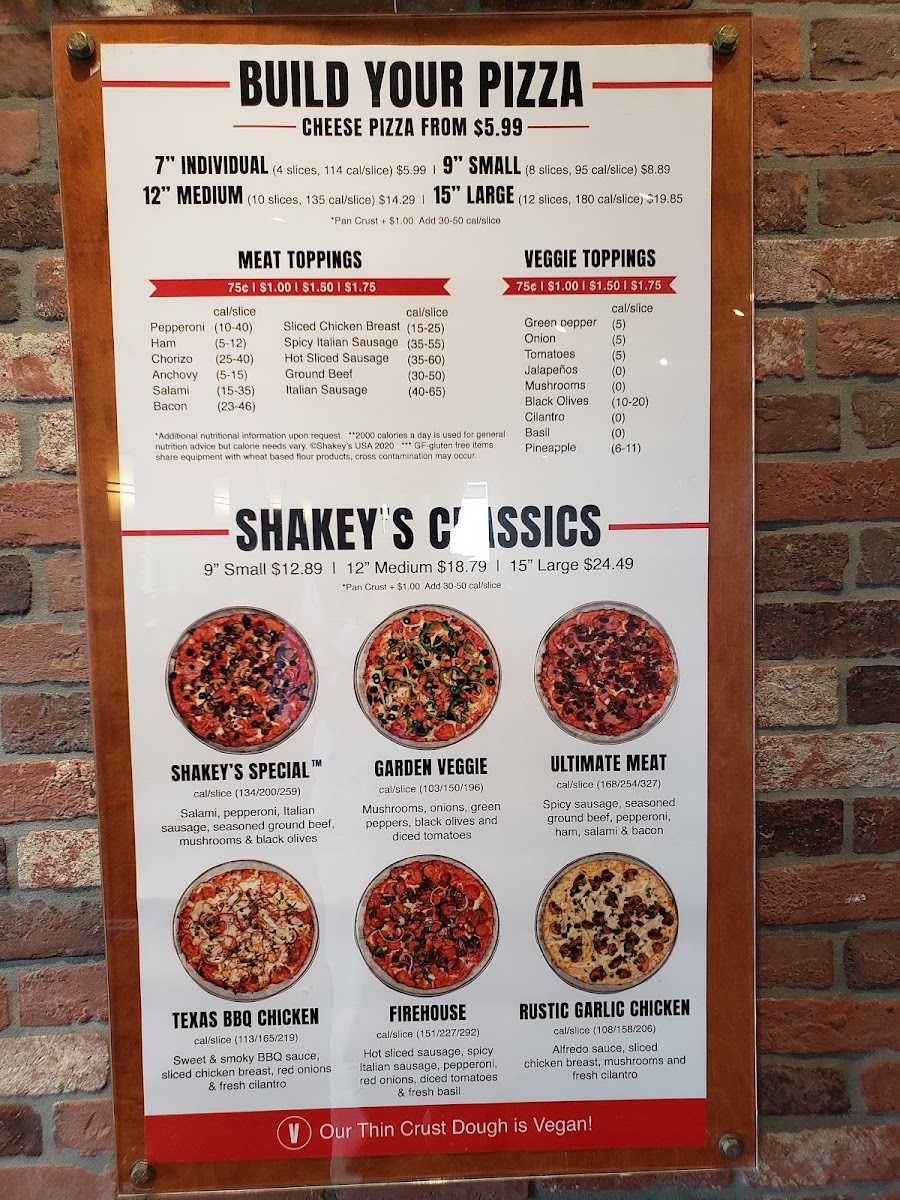 BUILD YOUR PIZZA
CHEESE PIZZA FROM $5.99
7” INDIVIDUAL (4 slices, 114 cal/slice) $5.99 | 9” SMALL (8 slices, 95 cal/slice) $8.89
12” MEDIUM (10 slices, 135 cal/slice) $14.29 | 15” LARGE (12 slices, 180 cal/slice) $19.85
*Pan Crust + $1.00 Add 30-50 cal/slice
MEAT TOPPINGS
75¢ | $1.00 | $1.50 | $1.75
cal/slice
Pepperoni (10-40)
Ham (5-12)
Chorizo (25-40)
Anchovy (5-15)
Salami (15-35)
Bacon (23-46)
cal/slice
Sliced Chicken Breast (15-25)
Spicy Italian Sausage (35-55)
Hot Sliced Sausage (35-60)
Ground Beef (30-50)
Italian Sausage (40-65)
VEGGIE TOPPINGS
75¢ | $1.00 | $1.50 | $1.75
cal/slice
Green pepper (5)
Onion (5)
Tomatoes (5)
Jalapeños (0)
Mushrooms (0)
Black Olives (10-20)
Cilantro (0)
Basil (0)
Pineapple (6-11)
*Additional nutritional information upon request. **2000 calories a day is used for general
nutrition advice but calorie needs vary. ©Shakey's USA 2020 *** GF-gluten free items
share equipment with wheat based flour products, cross contamination may occur.
SHAKEY'S CLASSICS
9” Small $12.89 | 12” Medium $18.79 | 15” Large $24.49
*Pan Crust + $1.00 Add 30-50 cal/slice
SHAKEY'S SPECIAL™
cal/slice (134/200/259)
Salami, pepperoni, Italian
sausage, seasoned ground beef,
mushrooms & black olives
GARDEN VEGGIE
cal/slice (103/150/196)
Mushrooms, onions, green
peppers, black olives and
diced tomatoes
ULTIMATE MEAT
cal/slice (168/254/327)
Spicy sausage, seasoned
ground beef, pepperoni,
ham, salami & bacon
TEXAS BBQ CHICKEN
cal/slice (113/165/219)
Sweet & smoky BBQ sauce,
sliced chicken breast, red onions
& fresh cilantro
FIREHOUSE
cal/slice (151/227/292)
Hot sliced sausage, spicy
Italian sausage, pepperoni,
red onions, diced tomatoes
& fresh basil
RUSTIC GARLIC CHICKEN
cal/slice (108/158/206)
Alfredo sauce, sliced
chicken breast, mushrooms and
fresh cilantro
V Our Thin Crust Dough is Vegan!